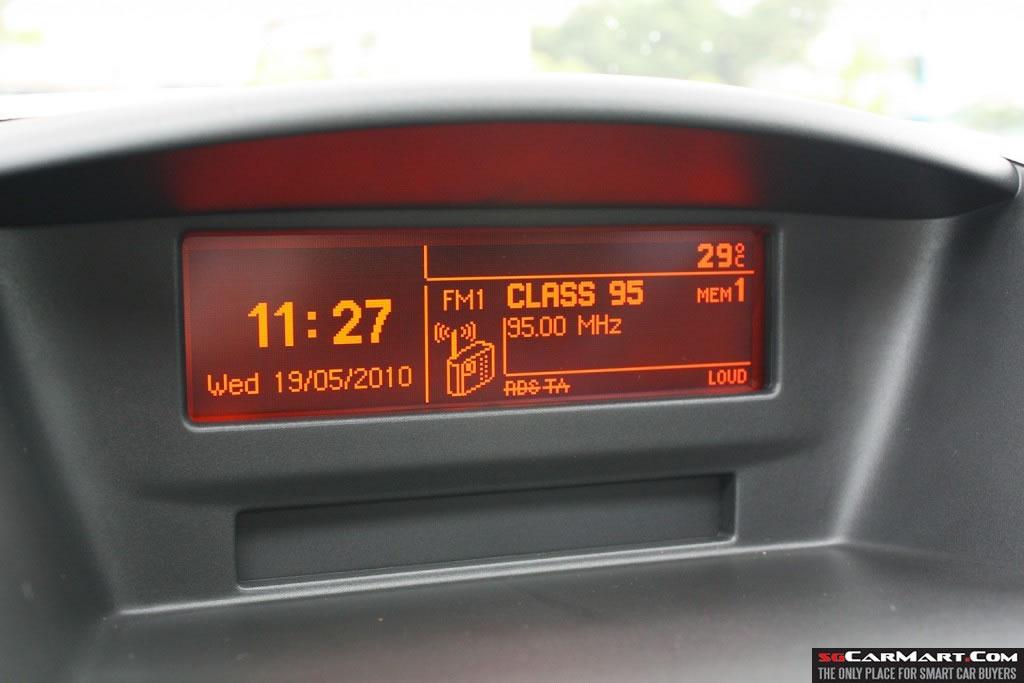 29°C
FM1 CLASS 95 MEM1
11:27
95.00 MHz
Wed 19/05/2010
RDS TA LOUD
sgCarMart.Com
THE ONLY PLACE FOR SMART CAR BUYERS